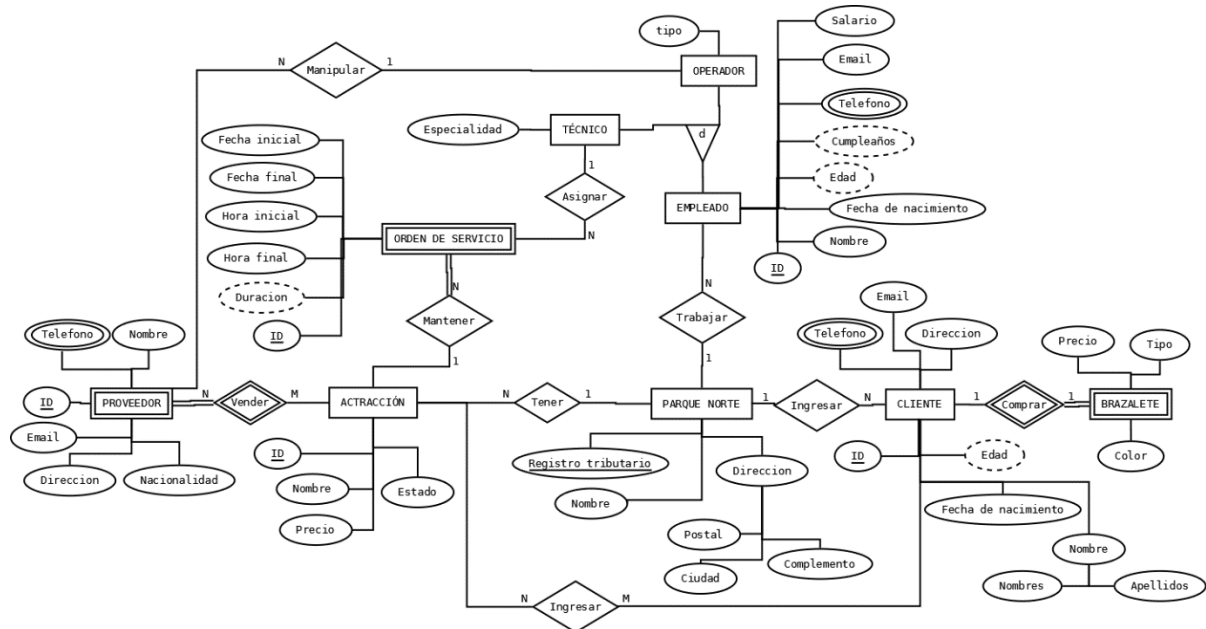 Salario
tipo
Email
N
Manipular
1
OPERADOR
Telefono
Especialidad
TÉCNICO
d
Fecha inicial
Cumpleaños
1
Fecha final
Edad
Asignar
EMPLEADO
Fecha de nacimiento
Hora inicial
ORDEN DE SERVICIO
N
Nombre
Hora final
ID
N
N
Duracion
Email
Mantener
Trabajar
Telefono
Nombre
ID
Telefono
Direccion
Precio
Tipo
1
1
ID
PROVEEDOR
N
Vender
M
ACTRACCIÓN
N
Tener
1
PARQUE NORTE
1
Ingresar
N
CLIENTE
1
Comprar
1
BRAZALETE
Email
ID
Registro tributario
Direccion
ID
Edad
Color
Direccion
Nacionalidad
Nombre
Estado
Nombre
Fecha de nacimiento
Precio
Postal
Nombre
Ciudad
Complemento
Nombres
Apellidos
N
Ingresar
M